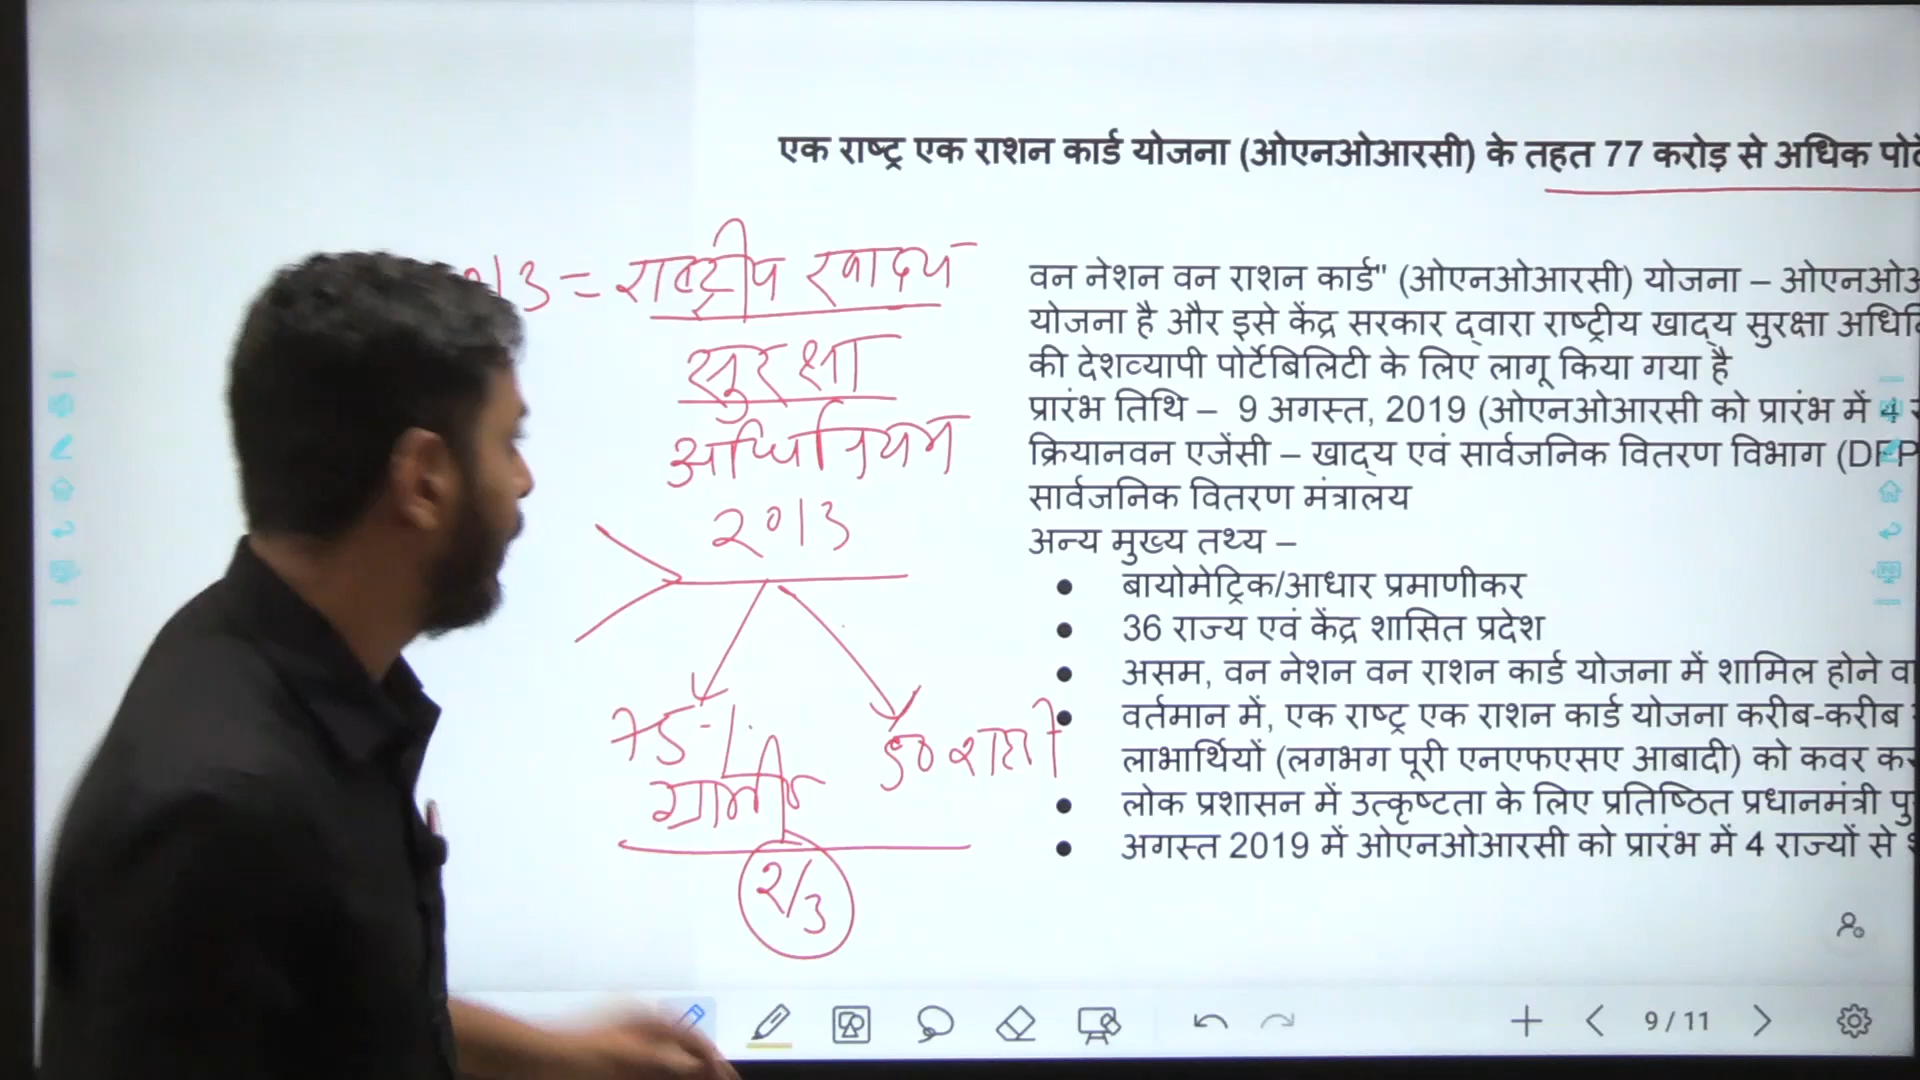 एक राष्ट्र एक राशन कार्ड योजना (ओएनओआरसी) के तहत 77 करोड़ से अधिक
13 = राष्ट्रीय खाद्य
सुरक्षा
अधिनियम
2013
75%
ग्रामीण
50 शहरी
2/3
वन नेशन वन राशन कार्ड" (ओएनओआरसी) योजना –
योजना है और इसे केंद्र सरकार द्वारा राष्ट्रीय खाद्य सुरक्षा
की देशव्यापी पोर्टेबिलिटी के लिए लागू किया गया है
प्रारंभ तिथि – 9 अगस्त, 2019 (ओएनओआरसी को प्रारंभ में 4
क्रियानवन एजेंसी – खाद्य एवं सार्वजनिक वितरण विभाग
सार्वजनिक वितरण मंत्रालय
अन्य मुख्य तथ्य –
● बायोमेट्रिक/आधार प्रमाणीकर
● 36 राज्य एवं केंद्र शासित प्रदेश
● असम, वन नेशन वन राशन कार्ड योजना में शामिल होने
● वर्तमान में, एक राष्ट्र एक राशन कार्ड योजना करीब-करीब
लाभार्थियों (लगभग पूरी एनएफएसए आबादी) को कवर
● लोक प्रशासन में उत्कृष्टता के लिए प्रतिष्ठित प्रधानमंत्री
● अगस्त 2019 में ओएनओआरसी को प्रारंभ में 4 राज्यों से
9 / 11